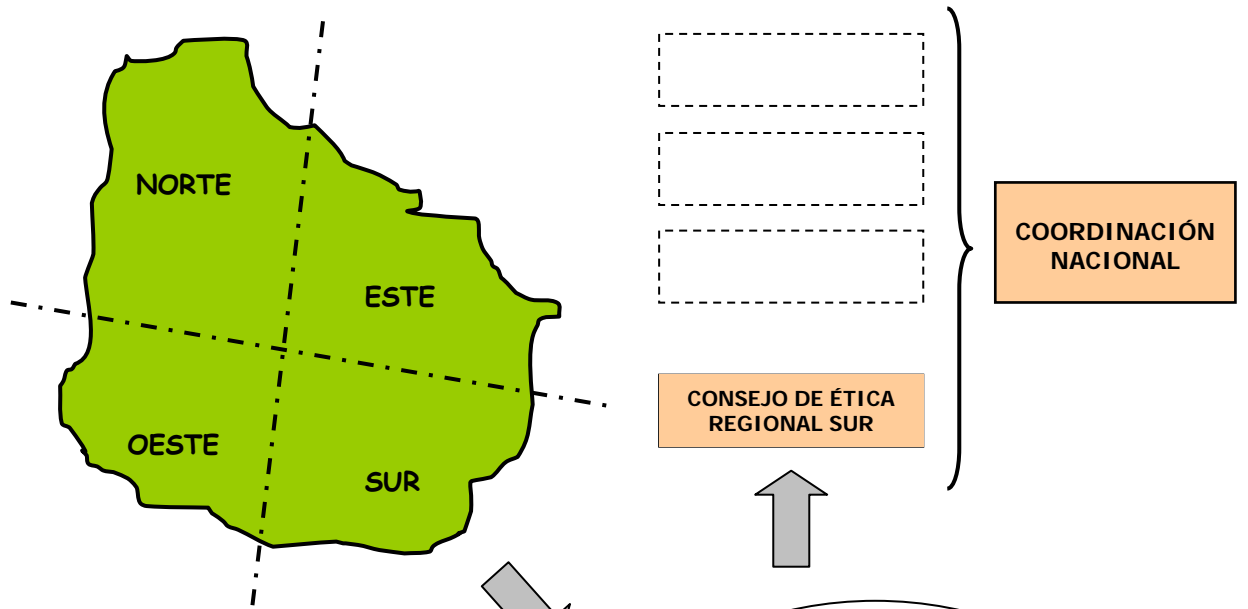 NORTE
ESTE
OESTE
SUR
CONSEJO DE ÉTICA
REGIONAL SUR
COORDINACIÓN
NACIONAL